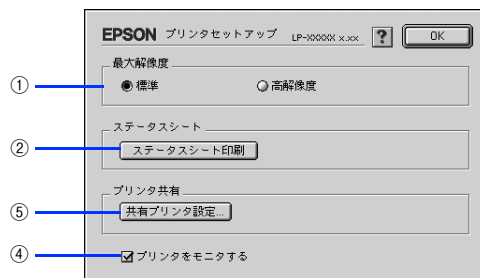 EPSON プリンタセットアップ LP-XXXXX x.xx ? OK
最大解像度
① 標準 高解像度
ステータスシート
② ステータスシート印刷
プリンタ共有
⑤ 共有プリンタ設定...
④ プリンタをモニタする